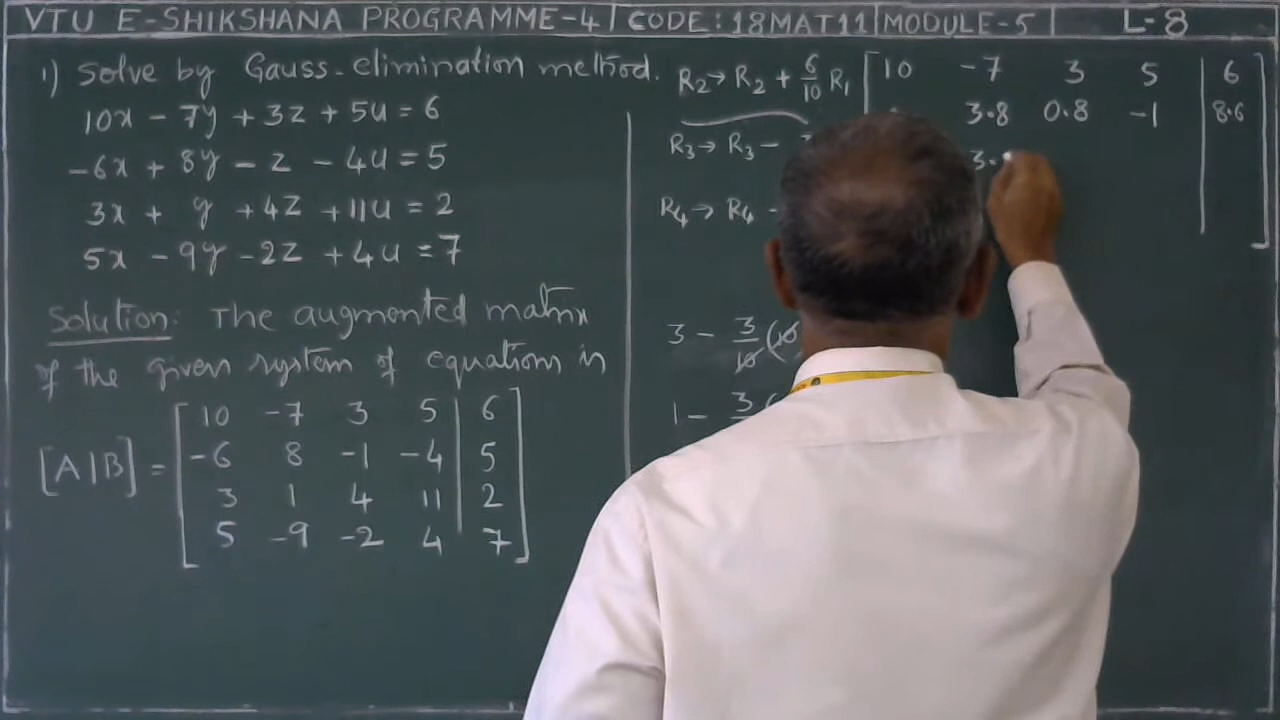 VTU E-SHIKSHANA PROGRAMME-4 | CODE:18MAT11 | MODULE-5 | L-8
1) Solve by Gauss-elimination method.
10x - 7y + 3z + 5u = 6
-6x + 8y - z - 4u = 5
3x + y + 4z + 11u = 2
5x - 9y - 2z + 4u = 7
Solution: The augmented matrix
of the given system of equations is
[A|B] = 10 -7 3 5 | 6
-6 8 -1 -4 | 5
3 1 4 11 | 2
5 -9 -2 4 | 7
R2→R2 + 6/10 R1 10 -7 3 5 | 6
3.8 0.8 -1 | 8.6
R3→ R3 - 3.
R4→ R4 -
3 - 3/10 (10
1 - 3